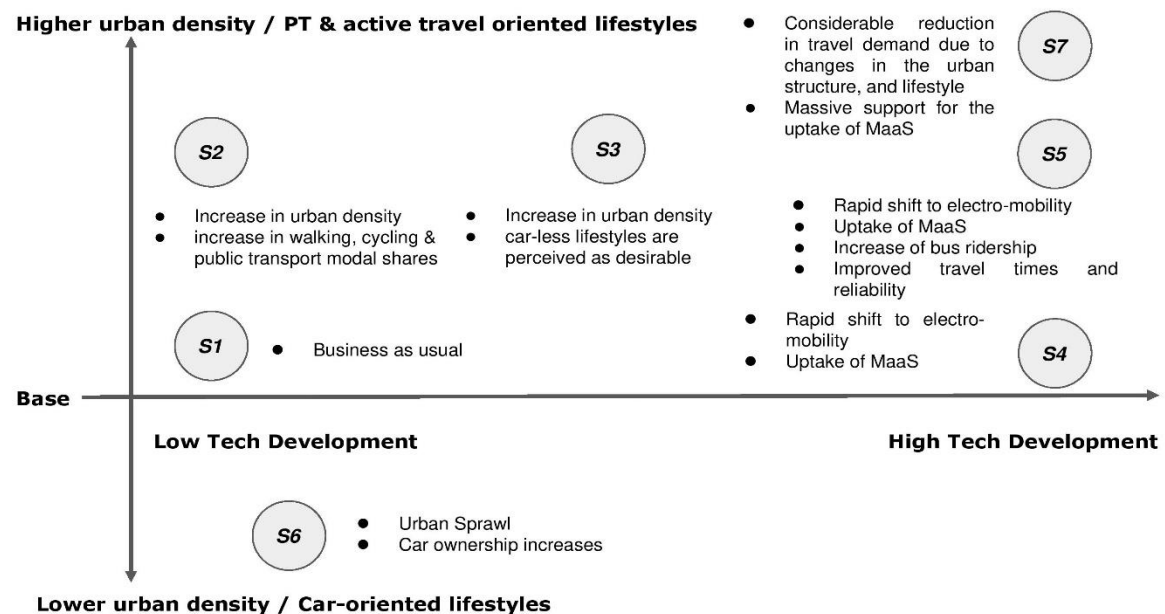 Higher urban density / PT & active travel oriented lifestyles
● Considerable reduction
in travel demand due to
changes in the urban
structure, and lifestyle
● Massive support for the
uptake of MaaS
S7
S2
● Increase in urban density
● increase in walking, cycling &
public transport modal shares
S3
● Increase in urban density
● car-less lifestyles are
perceived as desirable
S5
● Rapid shift to electro-mobility
● Uptake of MaaS
● Increase of bus ridership
● Improved travel times and
reliability
S1
● Business as usual
● Rapid shift to electro-
mobility
● Uptake of MaaS
S4
Base
Low Tech Development
High Tech Development
S6
● Urban Sprawl
● Car ownership increases
Lower urban density / Car-oriented lifestyles